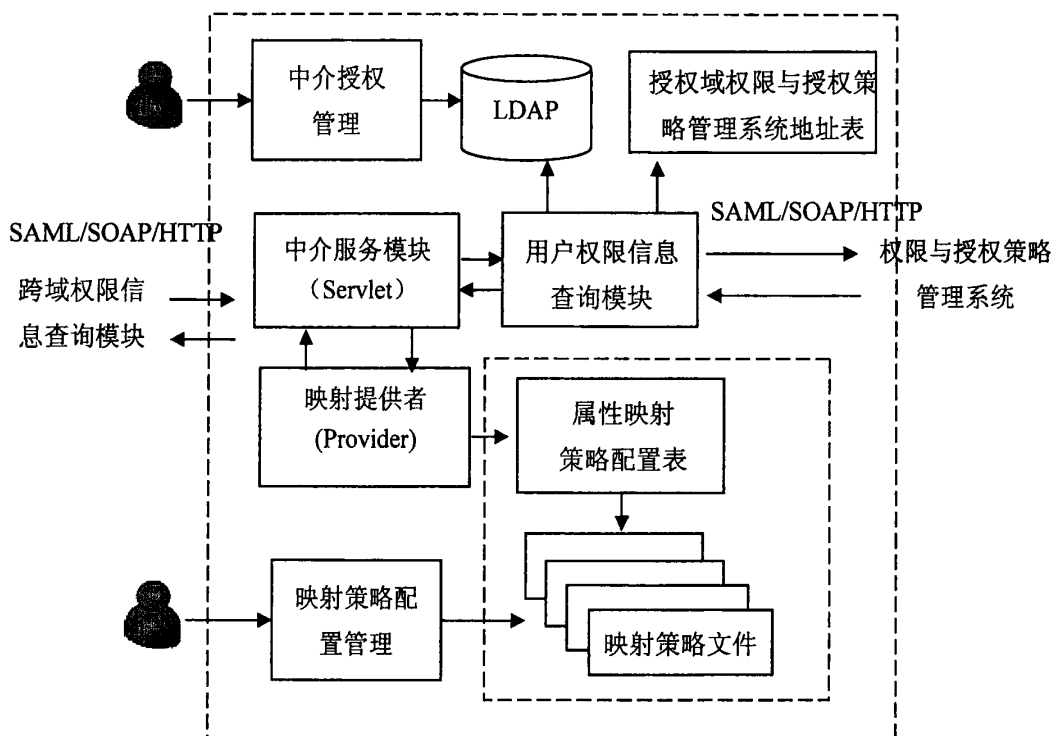 中介授权
管理
LDAP
授权域权限与授权策
略管理系统地址表
SAML/SOAP/HTTP
跨域权限信
息查询模块
中介服务模块
（Servlet）
用户权限信息
查询模块
SAML/SOAP/HTTP
权限与授权策略
管理系统
映射提供者
(Provider)
属性映射
策略配置表
映射策略配
置管理
映射策略文件